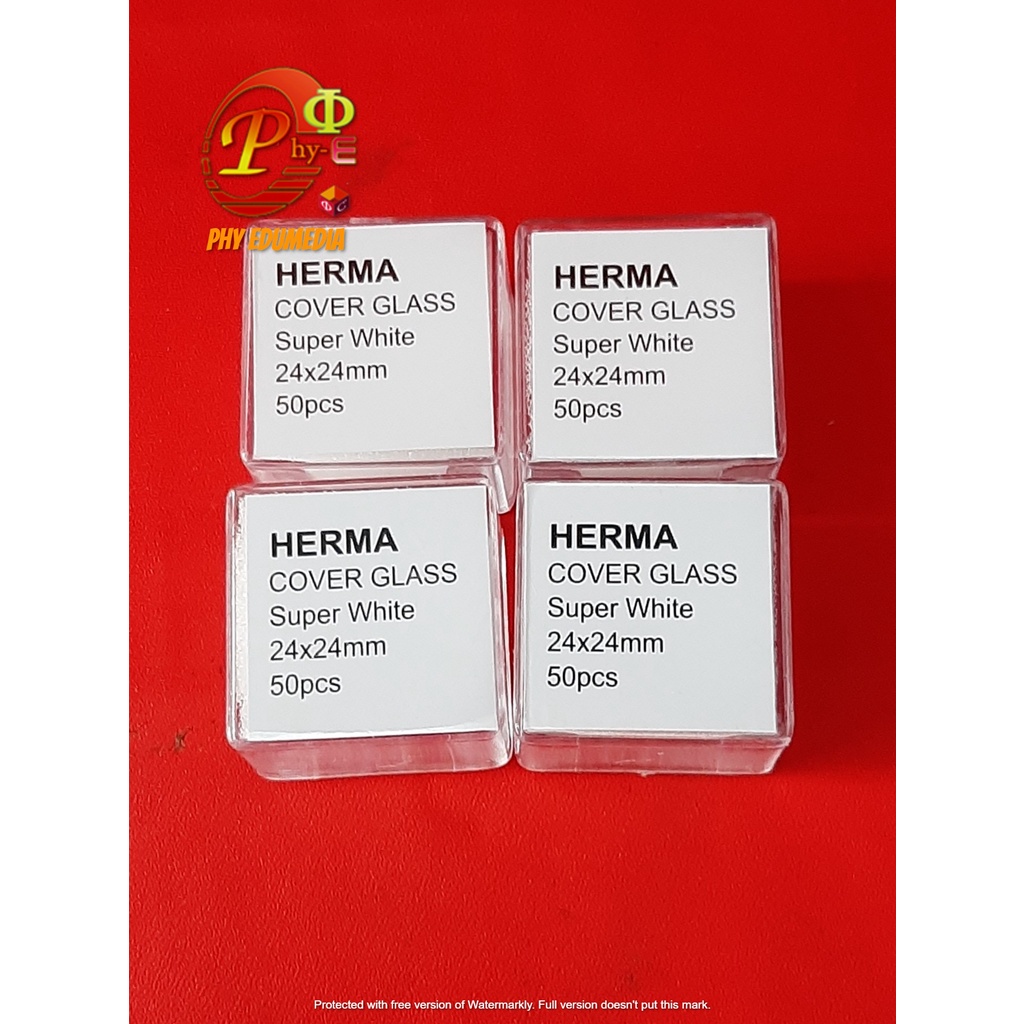 Φ
Phy-E
PHY EDUMEDIA
HERMA
COVER GLASS
Super White
24x24mm
50pcs
HERMA
COVER GLASS
Super White
24x24mm
50pcs
HERMA
COVER GLASS
Super White
24x24mm
50pcs
HERMA
COVER GLASS
Super White
24x24mm
50pcs
Protected with free version of Watermarkly. Full version doesn't put this mark.